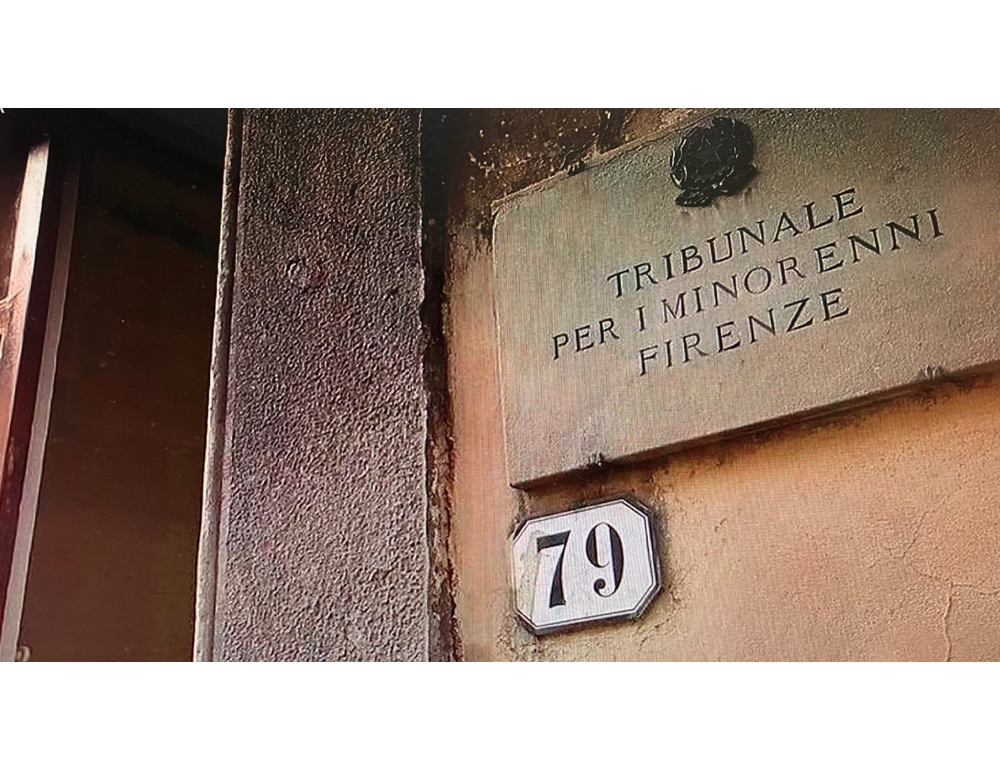 TRIBUNALE
PER I MINORENNI
FIRENZE
79